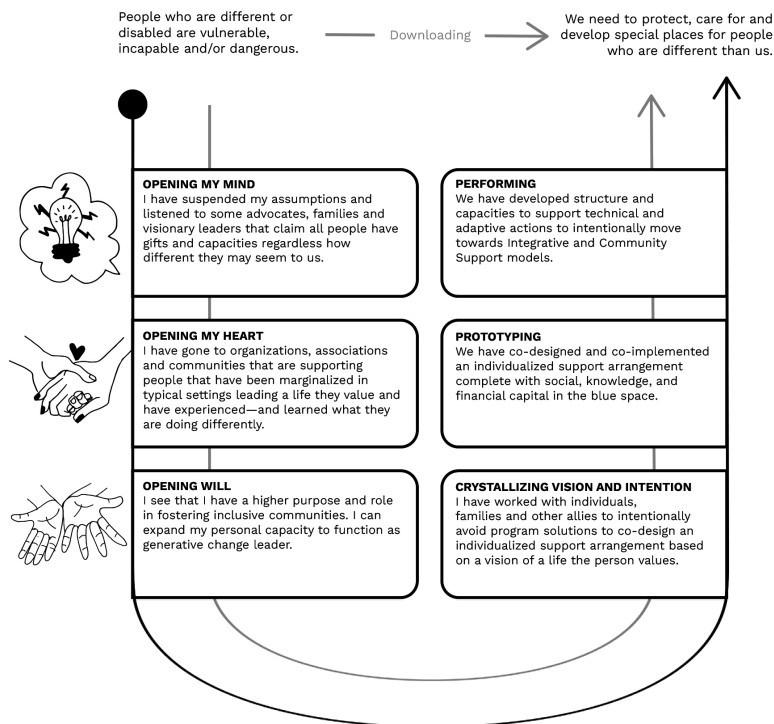 People who are different or
disabled are vulnerable,
incapable and/or dangerous.
Downloading
We need to protect, care for and
develop special places for people
who are different than us.
OPENING MY MIND
I have suspended my assumptions and
listened to some advocates, families and
visionary leaders that claim all people have
gifts and capacities regardless how
different they may seem to us.
PERFORMING
We have developed structure and
capacities to support technical and
adaptive actions to intentionally move
towards Integrative and Community
Support models.
OPENING MY HEART
I have gone to organizations, associations
and communities that are supporting
people that have been marginalized in
typical settings leading a life they value and
have experienced—and learned what they
are doing differently.
PROTOTYPING
We have co-designed and co-implemented
an individualized support arrangement
complete with social, knowledge, and
financial capital in the blue space.
OPENING WILL
I see that I have a higher purpose and role
in fostering inclusive communities. I can
expand my personal capacity to function as
generative change leader.
CRYSTALLIZING VISION AND INTENTION
I have worked with individuals,
families and other allies to intentionally
avoid program solutions to co-design an
individualized support arrangement based
on a vision of a life the person values.